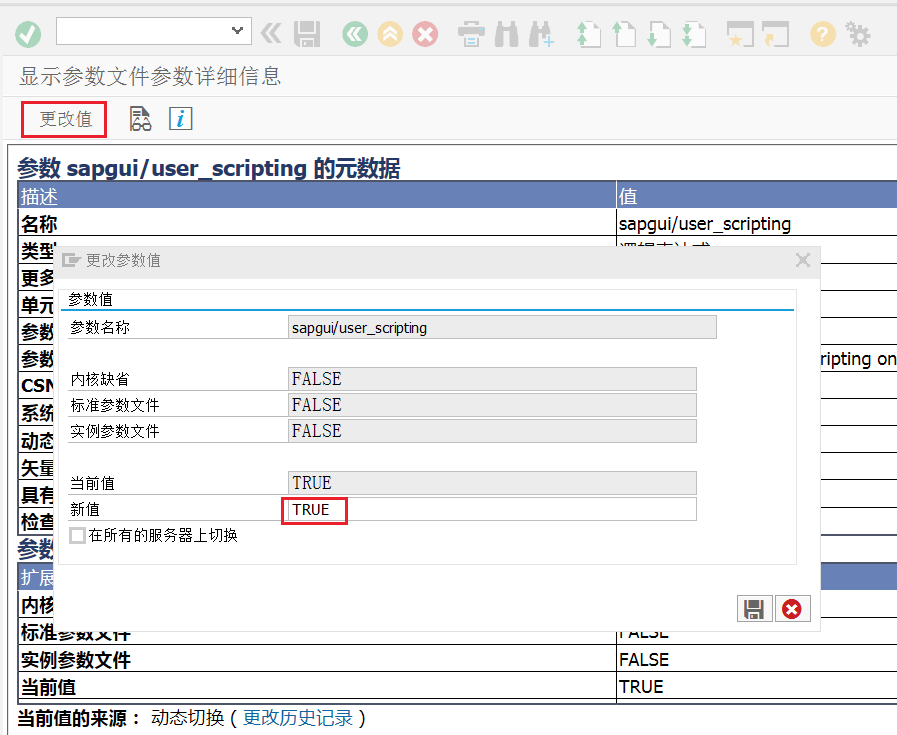 显示参数文件参数详细信息
更改值
参数 sapgui/user_scripting 的元数据
描述 值
名称 sapgui/user_scripting
类型
更多
单元
参数
参数 ripting on
CSN
系统
动态
矢量
具有
检查
参数
扩展
内核
标准参数文件 FALSE
实例参数文件 FALSE
当前值 TRUE
当前值的来源： 动态切换 ( 更改历史记录 )
更改参数值
参数值
参数名称 sapgui/user_scripting
内核缺省 FALSE
标准参数文件 FALSE
实例参数文件 FALSE
当前值 TRUE
新值 TRUE
在所有的服务器上切换